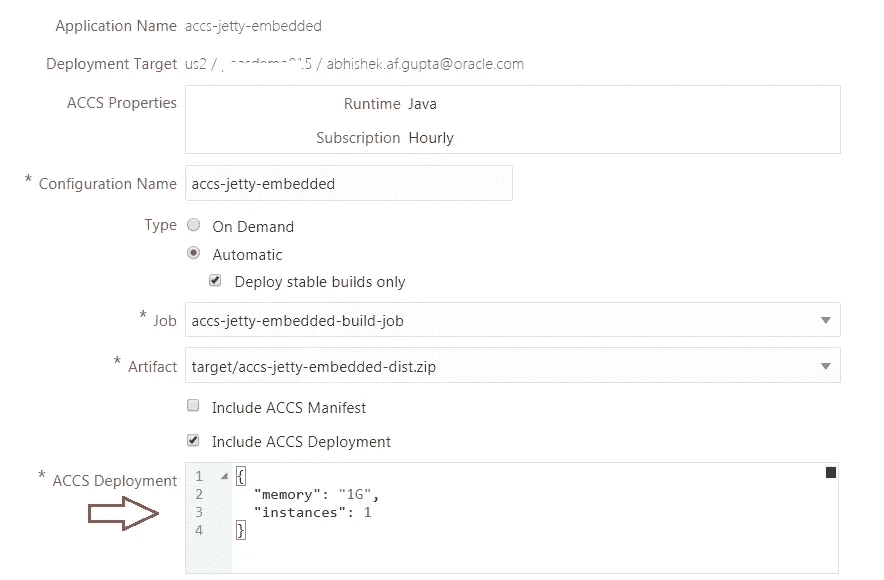 Application Name accs-jetty-embedded
Deployment Target us2 / / abhishek.af.gupta@oracle.com
ACCS Properties
Runtime Java
Subscription Hourly
* Configuration Name accs-jetty-embedded
Type On Demand
Automatic
Deploy stable builds only
* Job accs-jetty-embedded-build-job
* Artifact target/accs-jetty-embedded-dist.zip
Include ACCS Manifest
Include ACCS Deployment
* ACCS Deployment
1 {
2 "memory": "1G",
3 "instances": 1
4 }